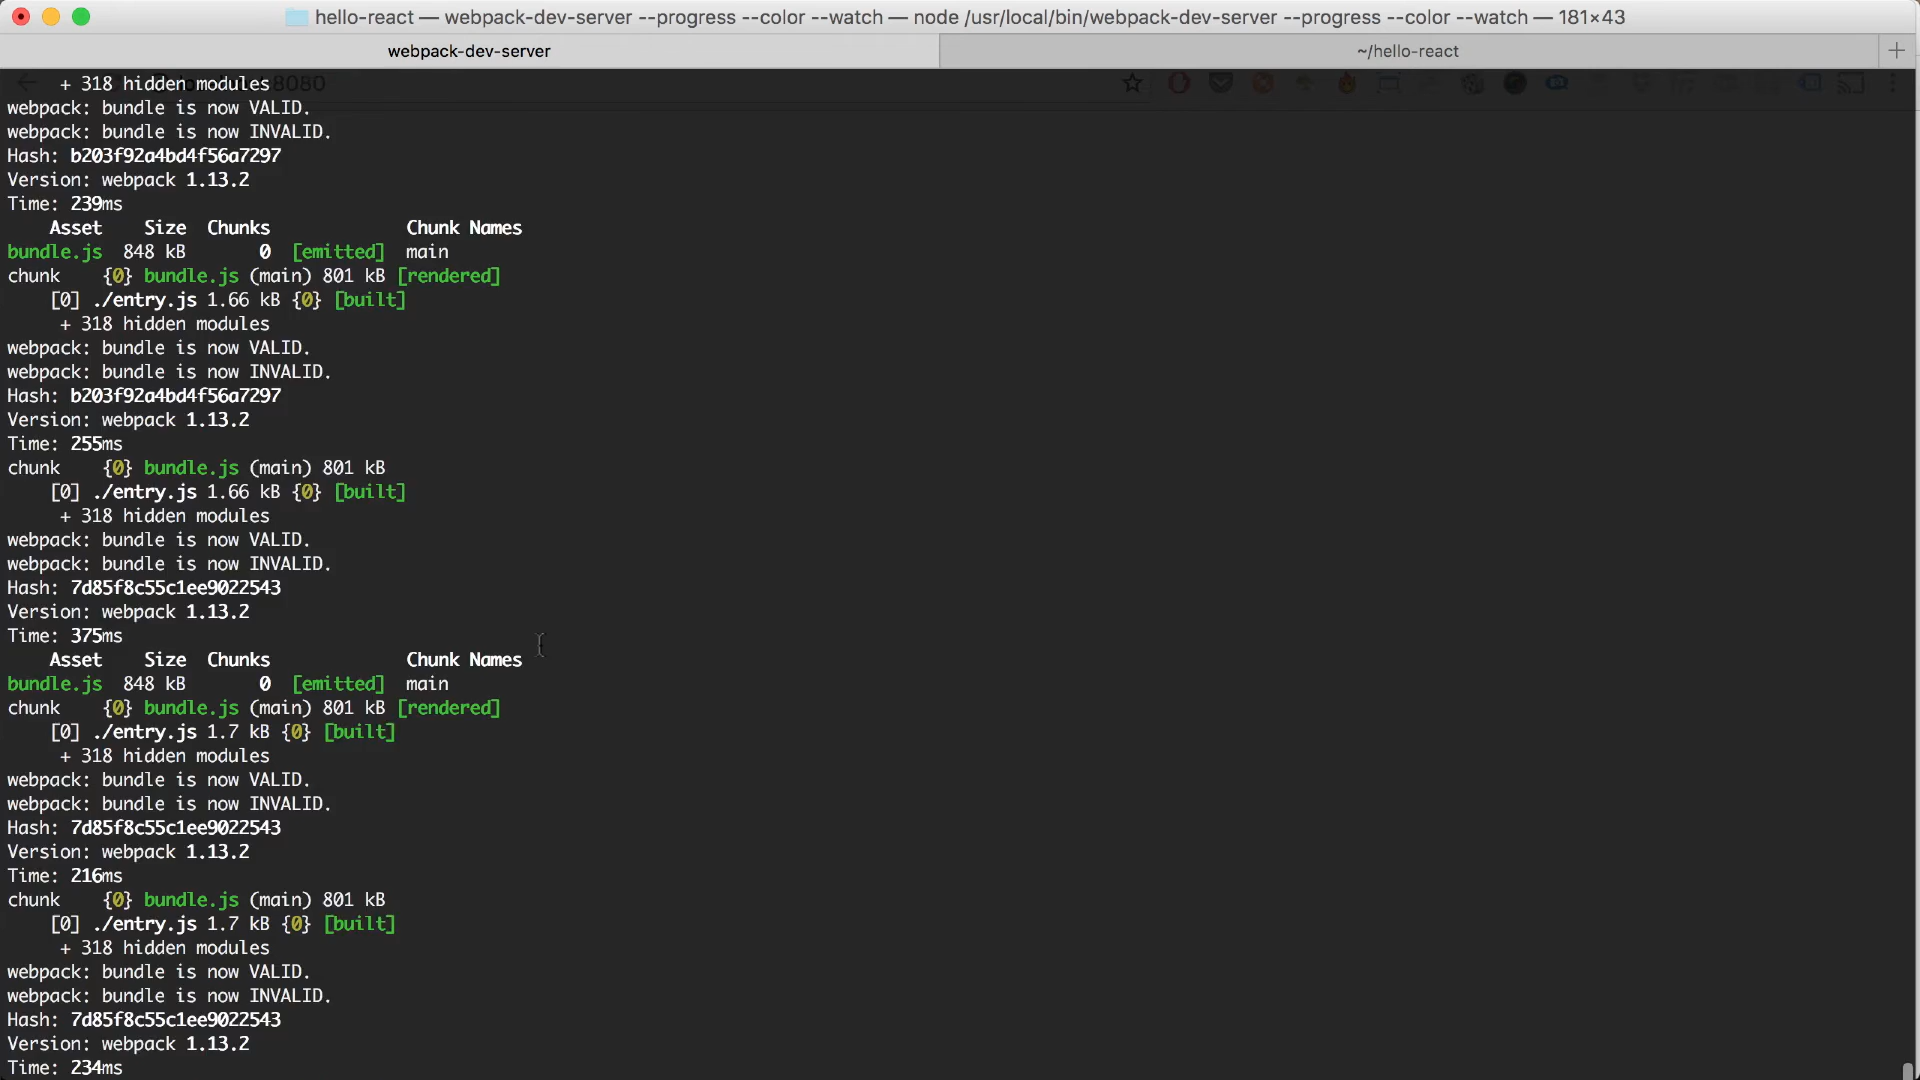 hello-react — webpack-dev-server --progress --color --watch — node /usr/local/bin/webpack-dev-server --progress --color --watch — 181×43
webpack-dev-server
~/hello-react
+ 318 hidden modules
8080
webpack: bundle is now VALID.
webpack: bundle is now INVALID.
Hash: b203f92a4bd4f56a7297
Version: webpack 1.13.2
Time: 239ms
Asset Size Chunks Chunk Names
bundle.js 848 kB 0 [emitted] main
chunk {0} bundle.js (main) 801 kB [rendered]
[0] ./entry.js 1.66 kB {0} [built]
+ 318 hidden modules
webpack: bundle is now VALID.
webpack: bundle is now INVALID.
Hash: b203f92a4bd4f56a7297
Version: webpack 1.13.2
Time: 255ms
chunk {0} bundle.js (main) 801 kB
[0] ./entry.js 1.66 kB {0} [built]
+ 318 hidden modules
webpack: bundle is now VALID.
webpack: bundle is now INVALID.
Hash: 7d85f8c55c1ee9022543
Version: webpack 1.13.2
Time: 375ms
Asset Size Chunks Chunk Names
bundle.js 848 kB 0 [emitted] main
chunk {0} bundle.js (main) 801 kB [rendered]
[0] ./entry.js 1.7 kB {0} [built]
+ 318 hidden modules
webpack: bundle is now VALID.
webpack: bundle is now INVALID.
Hash: 7d85f8c55c1ee9022543
Version: webpack 1.13.2
Time: 216ms
chunk {0} bundle.js (main) 801 kB
[0] ./entry.js 1.7 kB {0} [built]
+ 318 hidden modules
webpack: bundle is now VALID.
webpack: bundle is now INVALID.
Hash: 7d85f8c55c1ee9022543
Version: webpack 1.13.2
Time: 234ms